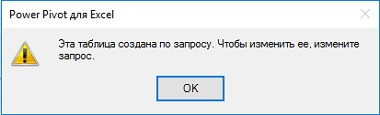 Power Pivot для Excel
Эта таблица создана по запросу. Чтобы изменить ее, измените
запрос.
OK